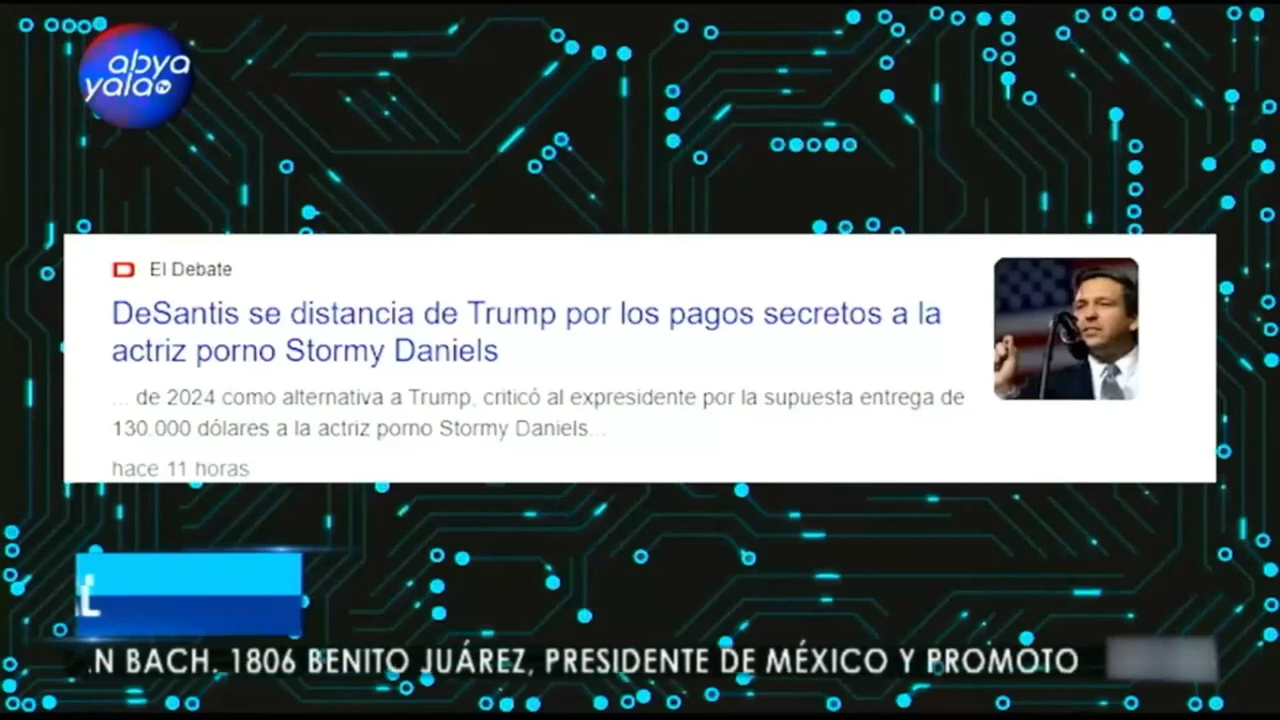 abya
yala tv
El Debate
DeSantis se distancia de Trump por los pagos secretos a la
actriz porno Stormy Daniels
... de 2024 como alternativa a Trump, criticó al expresidente por la supuesta entrega de
130.000 dólares a la actriz porno Stormy Daniels...
hace 11 horas
L
.N BACH. 1806 BENITO JUÁREZ, PRESIDENTE DE MÉXICO Y PROMOTO